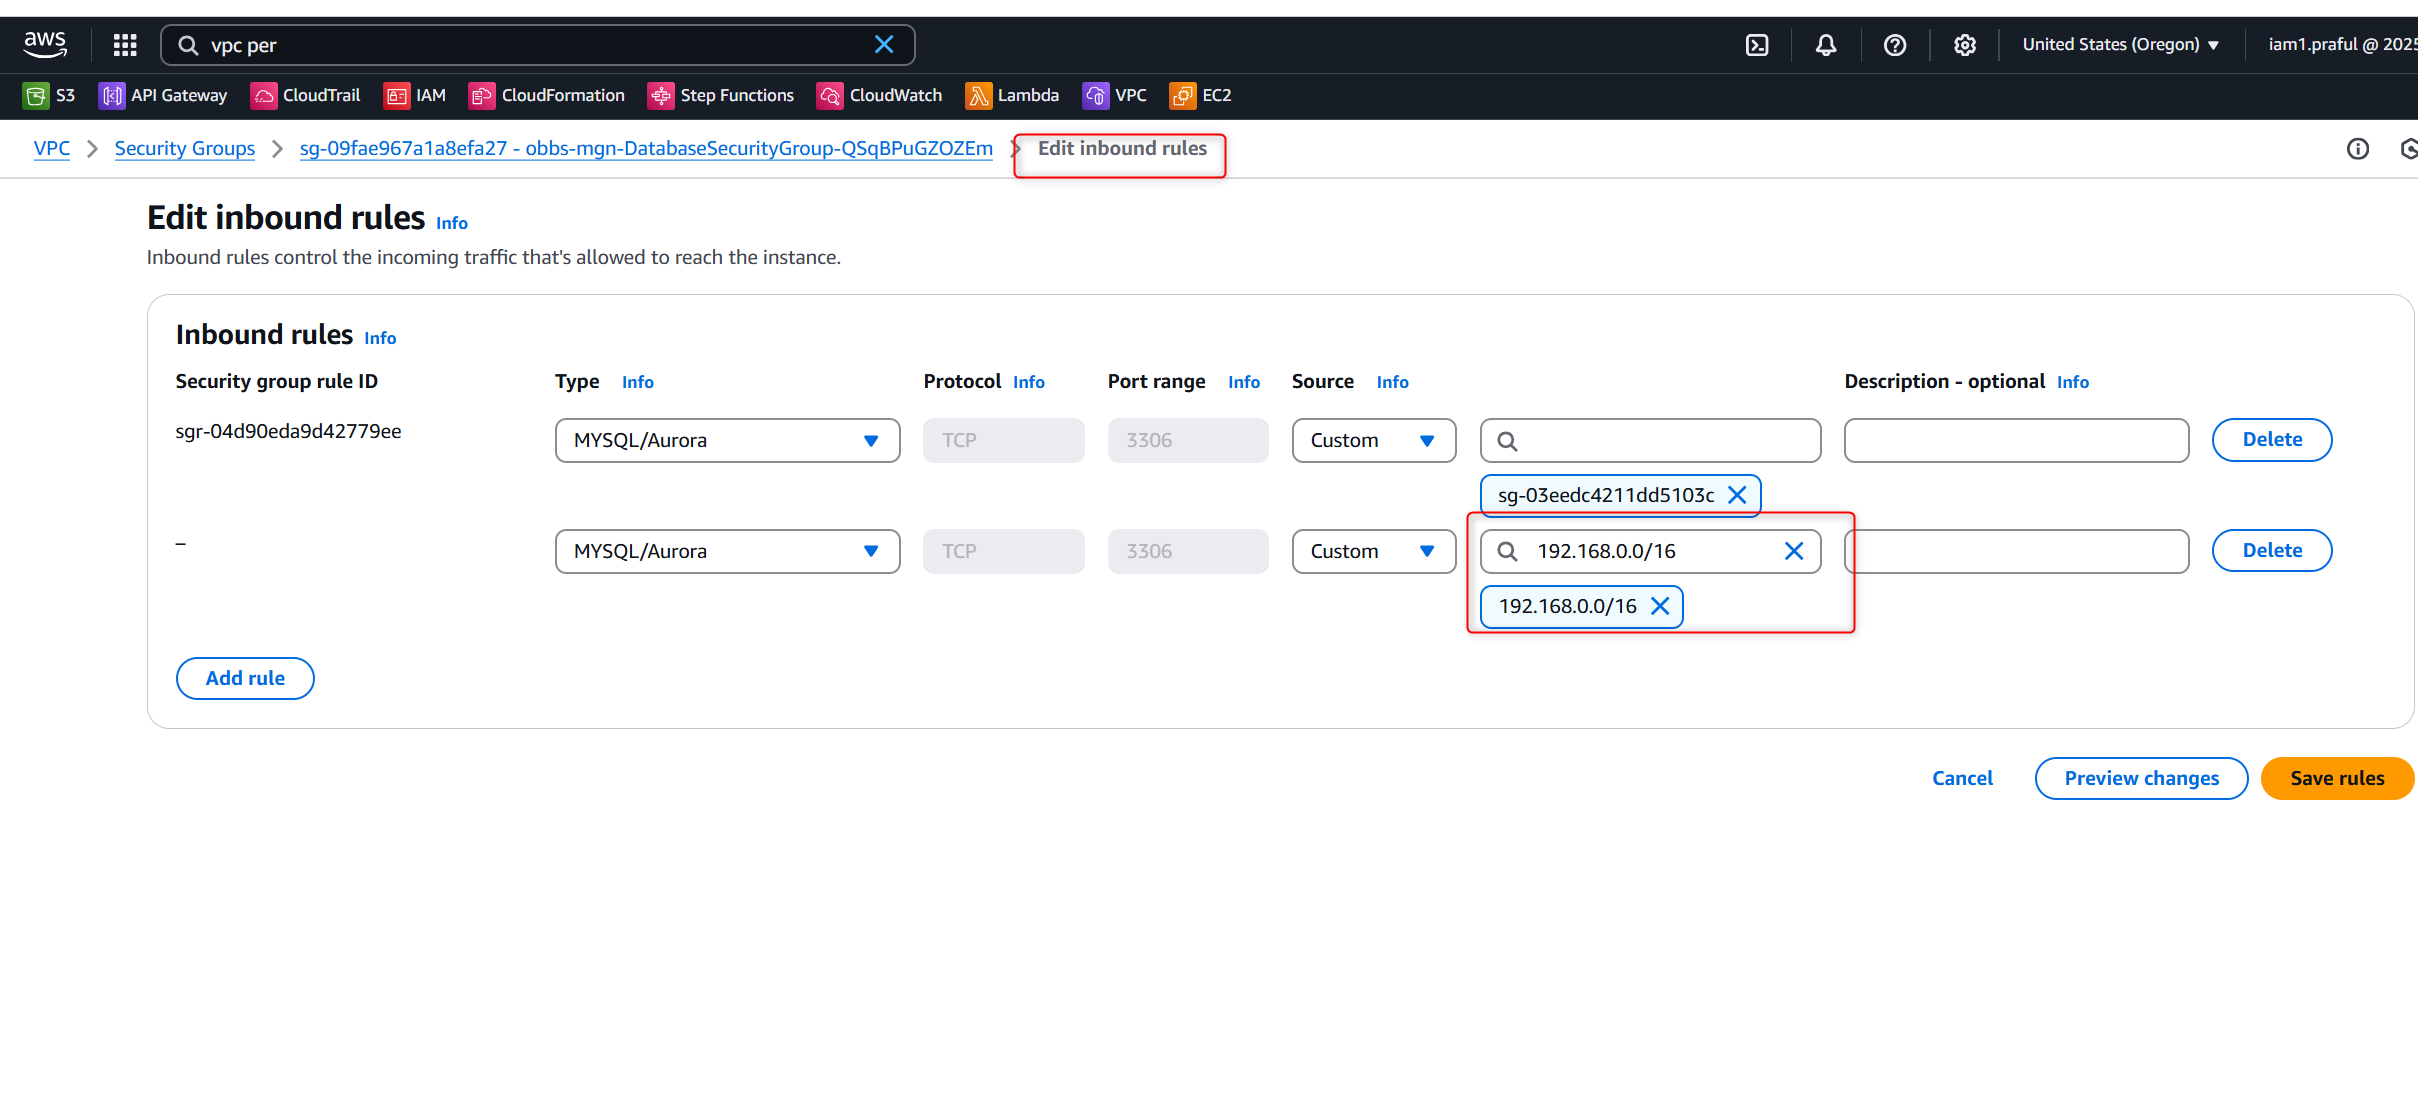 aws vpc per United States (Oregon) iam1.praful @ 2025
S3 API Gateway CloudTrail IAM CloudFormation Step Functions CloudWatch Lambda VPC EC2
VPC Security Groups sg-09fae967a1a8efa27 - obbs-mgn-DatabaseSecurityGroup-QSqBPuGZOZEm Edit inbound rules
Edit inbound rules Info
Inbound rules control the incoming traffic that's allowed to reach the instance.
Inbound rules Info
Security group rule ID Type Info Protocol Info Port range Info Source Info Description - optional Info
sgr-04d90eda9d42779ee MYSQL/Aurora TCP 3306 Custom Delete
sg-03eedc4211dd5103c
– MYSQL/Aurora TCP 3306 Custom 192.168.0.0/16 Delete
192.168.0.0/16
Add rule
Cancel Preview changes Save rules